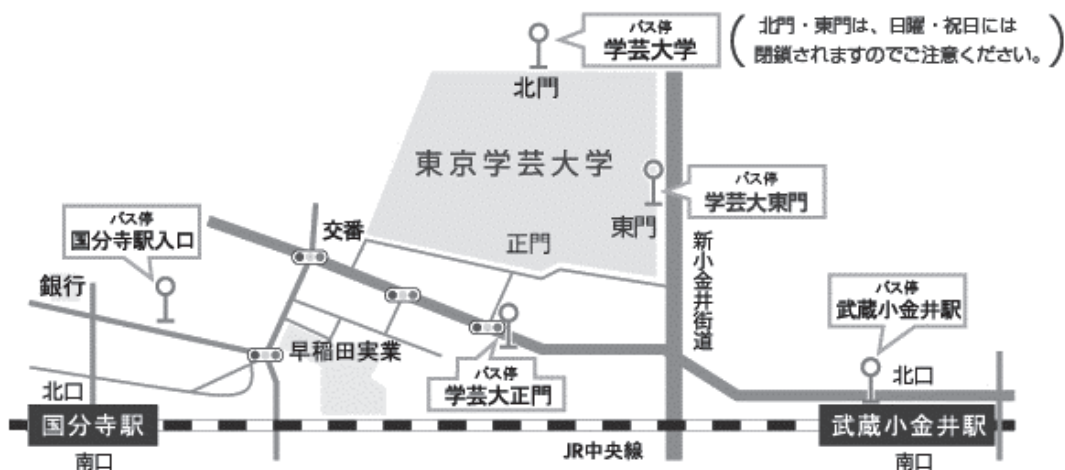 バス停
学芸大学
北門・東門は、日曜・祝日には
閉鎖されますのでご注意ください。
北門
東京学芸大学
バス停
学芸大東門
東門
正門
バス停
国分寺駅入口
交番
新小金井街道
銀行
バス停
武蔵小金井駅
早稲田実業
バス停
学芸大正門
北口
北口
国分寺駅
武蔵小金井駅
JR中央線
南口
南口